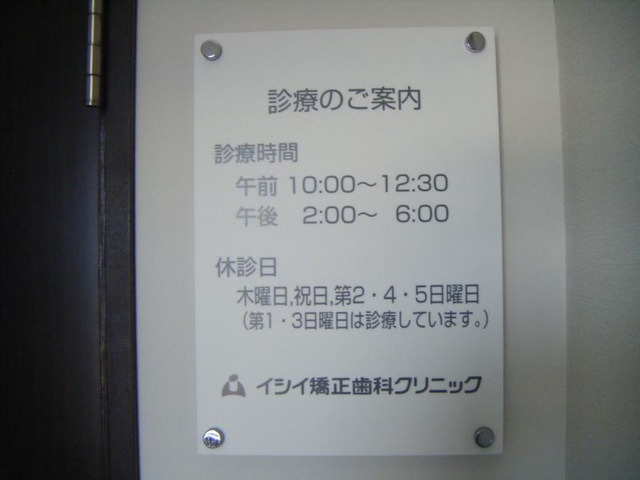 診療のご案内
診療時間
午前 10:00～12:30
午後 2:00～ 6:00
休診日
木曜日,祝日,第2・4・5日曜日
（第1・3日曜日は診療しています。）
イシイ矯正歯科クリニック